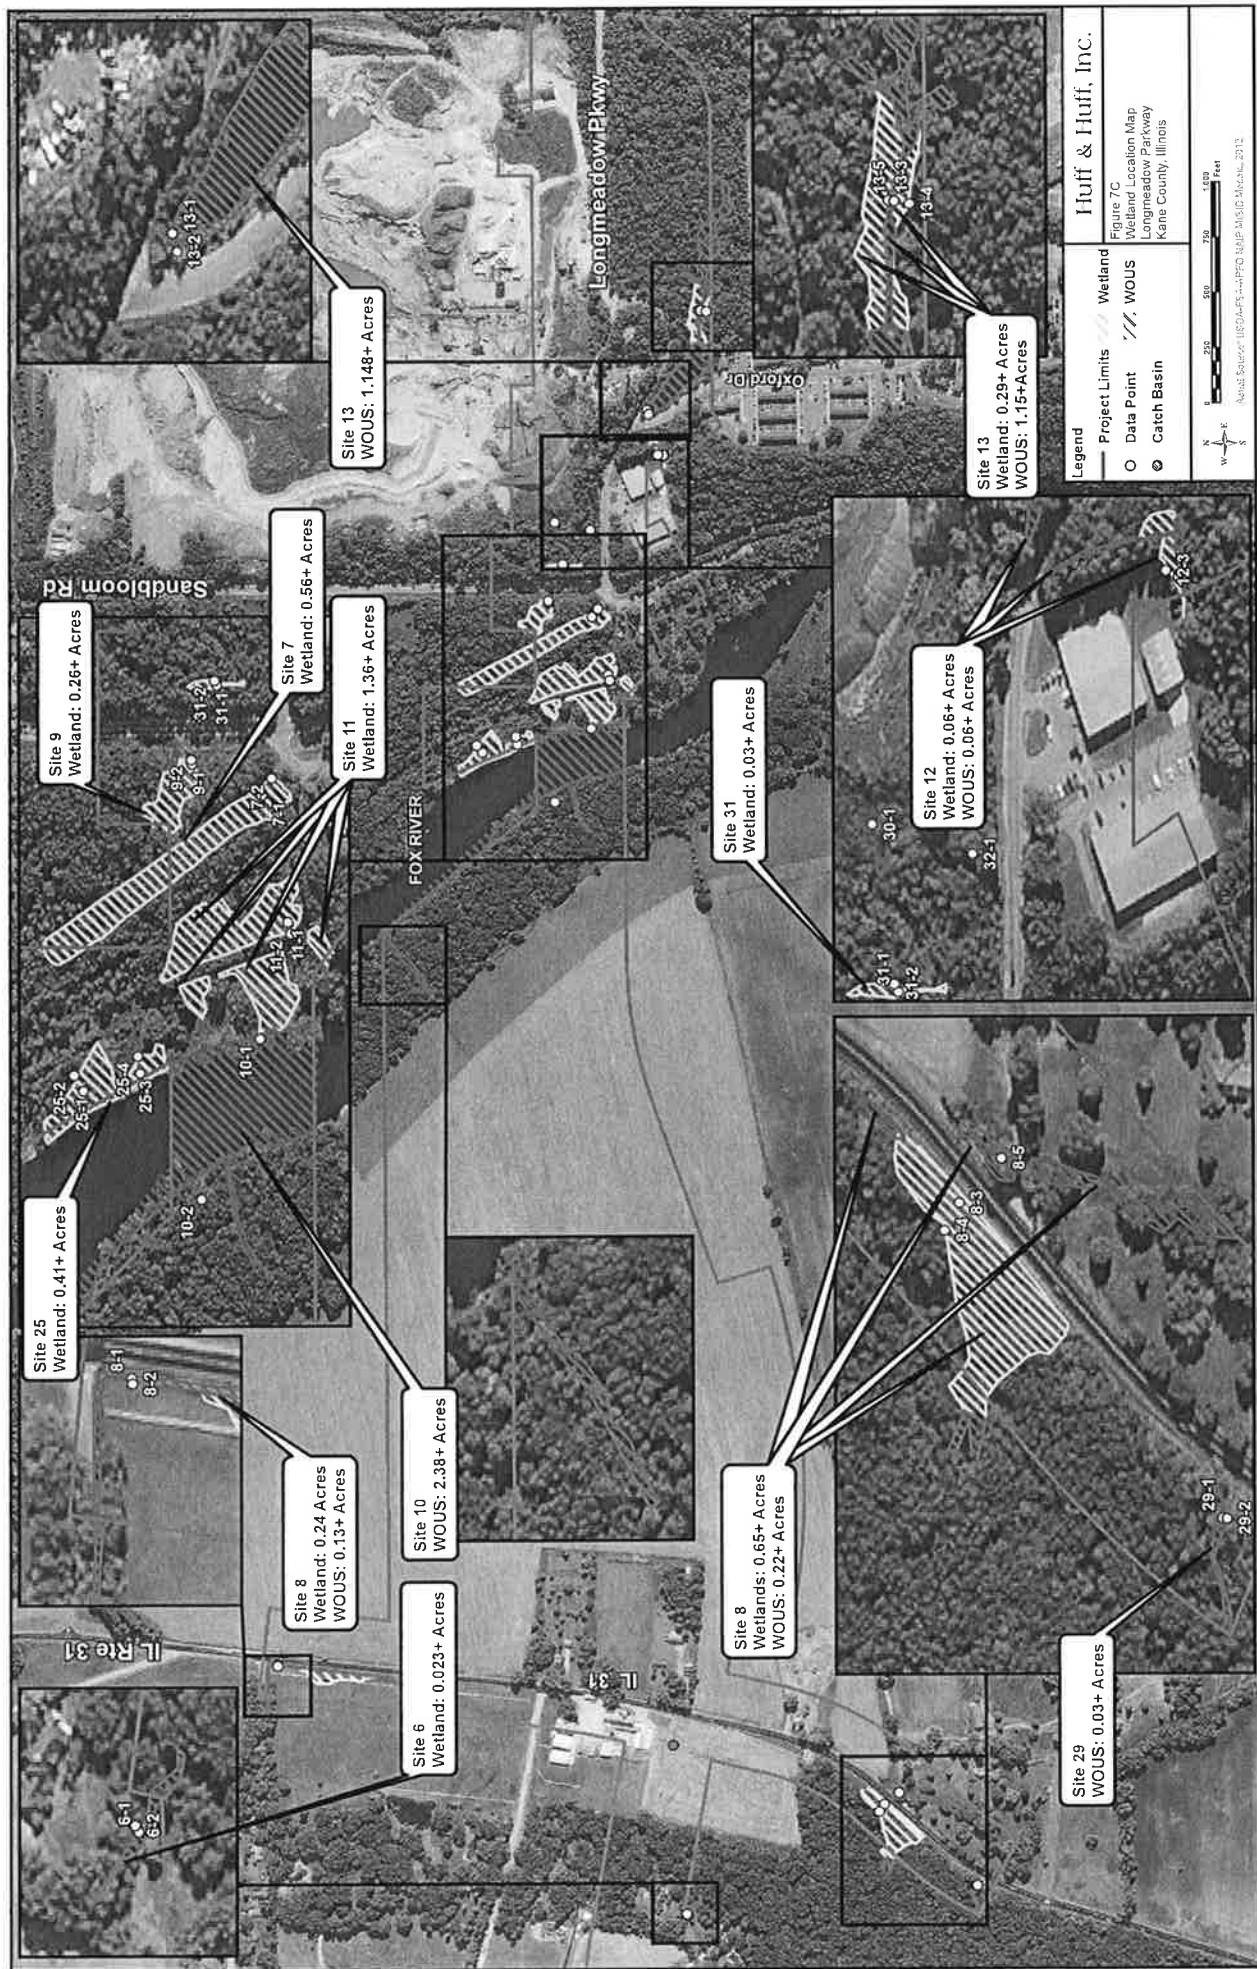 Site 6
Wetland: 0.023+ Acres
6-1
6-2
IL Rte 31
Site 8
Wetland: 0.24 Acres
WOUS: 0.13+ Acres
8-1
8-2
Site 25
Wetland: 0.41+ Acres
25-2
25-1
25-4
25-3
10-2
10-1
Site 10
WOUS: 2.38+ Acres
Site 9
Wetland: 0.26+ Acres
9-2
9-1
Site 7
Wetland: 0.56+ Acres
7-2
7-1
Site 11
Wetland: 1.36+ Acres
11-2
11-1
31-2
31-1
Sandbloom Rd
FOX RIVER
Site 13
WOUS: 1.148+ Acres
13-2
13-1
Longmeadow Pkwy
Oxford Dr
IL 31
Site 8
Wetlands: 0.65+ Acres
WOUS: 0.22+ Acres
8-4
8-3
8-5
Site 29
WOUS: 0.03+ Acres
29-1
29-2
Site 31
Wetland: 0.03+ Acres
31-1
31-2
30-1
32-1
Site 12
Wetland: 0.06+ Acres
WOUS: 0.06+ Acres
12-3
Site 13
Wetland: 0.29+ Acres
WOUS: 1.15+Acres
13-5
13-3
13-4
Legend
Project Limits
Wetland
Data Point
WOUS
Catch Basin
Huff & Huff, Inc.
Figure 7C
Wetland Location Map
Longmeadow Parkway
Kane County, Illinois
N
W E
S
0 250 500 750 1,000
Feet